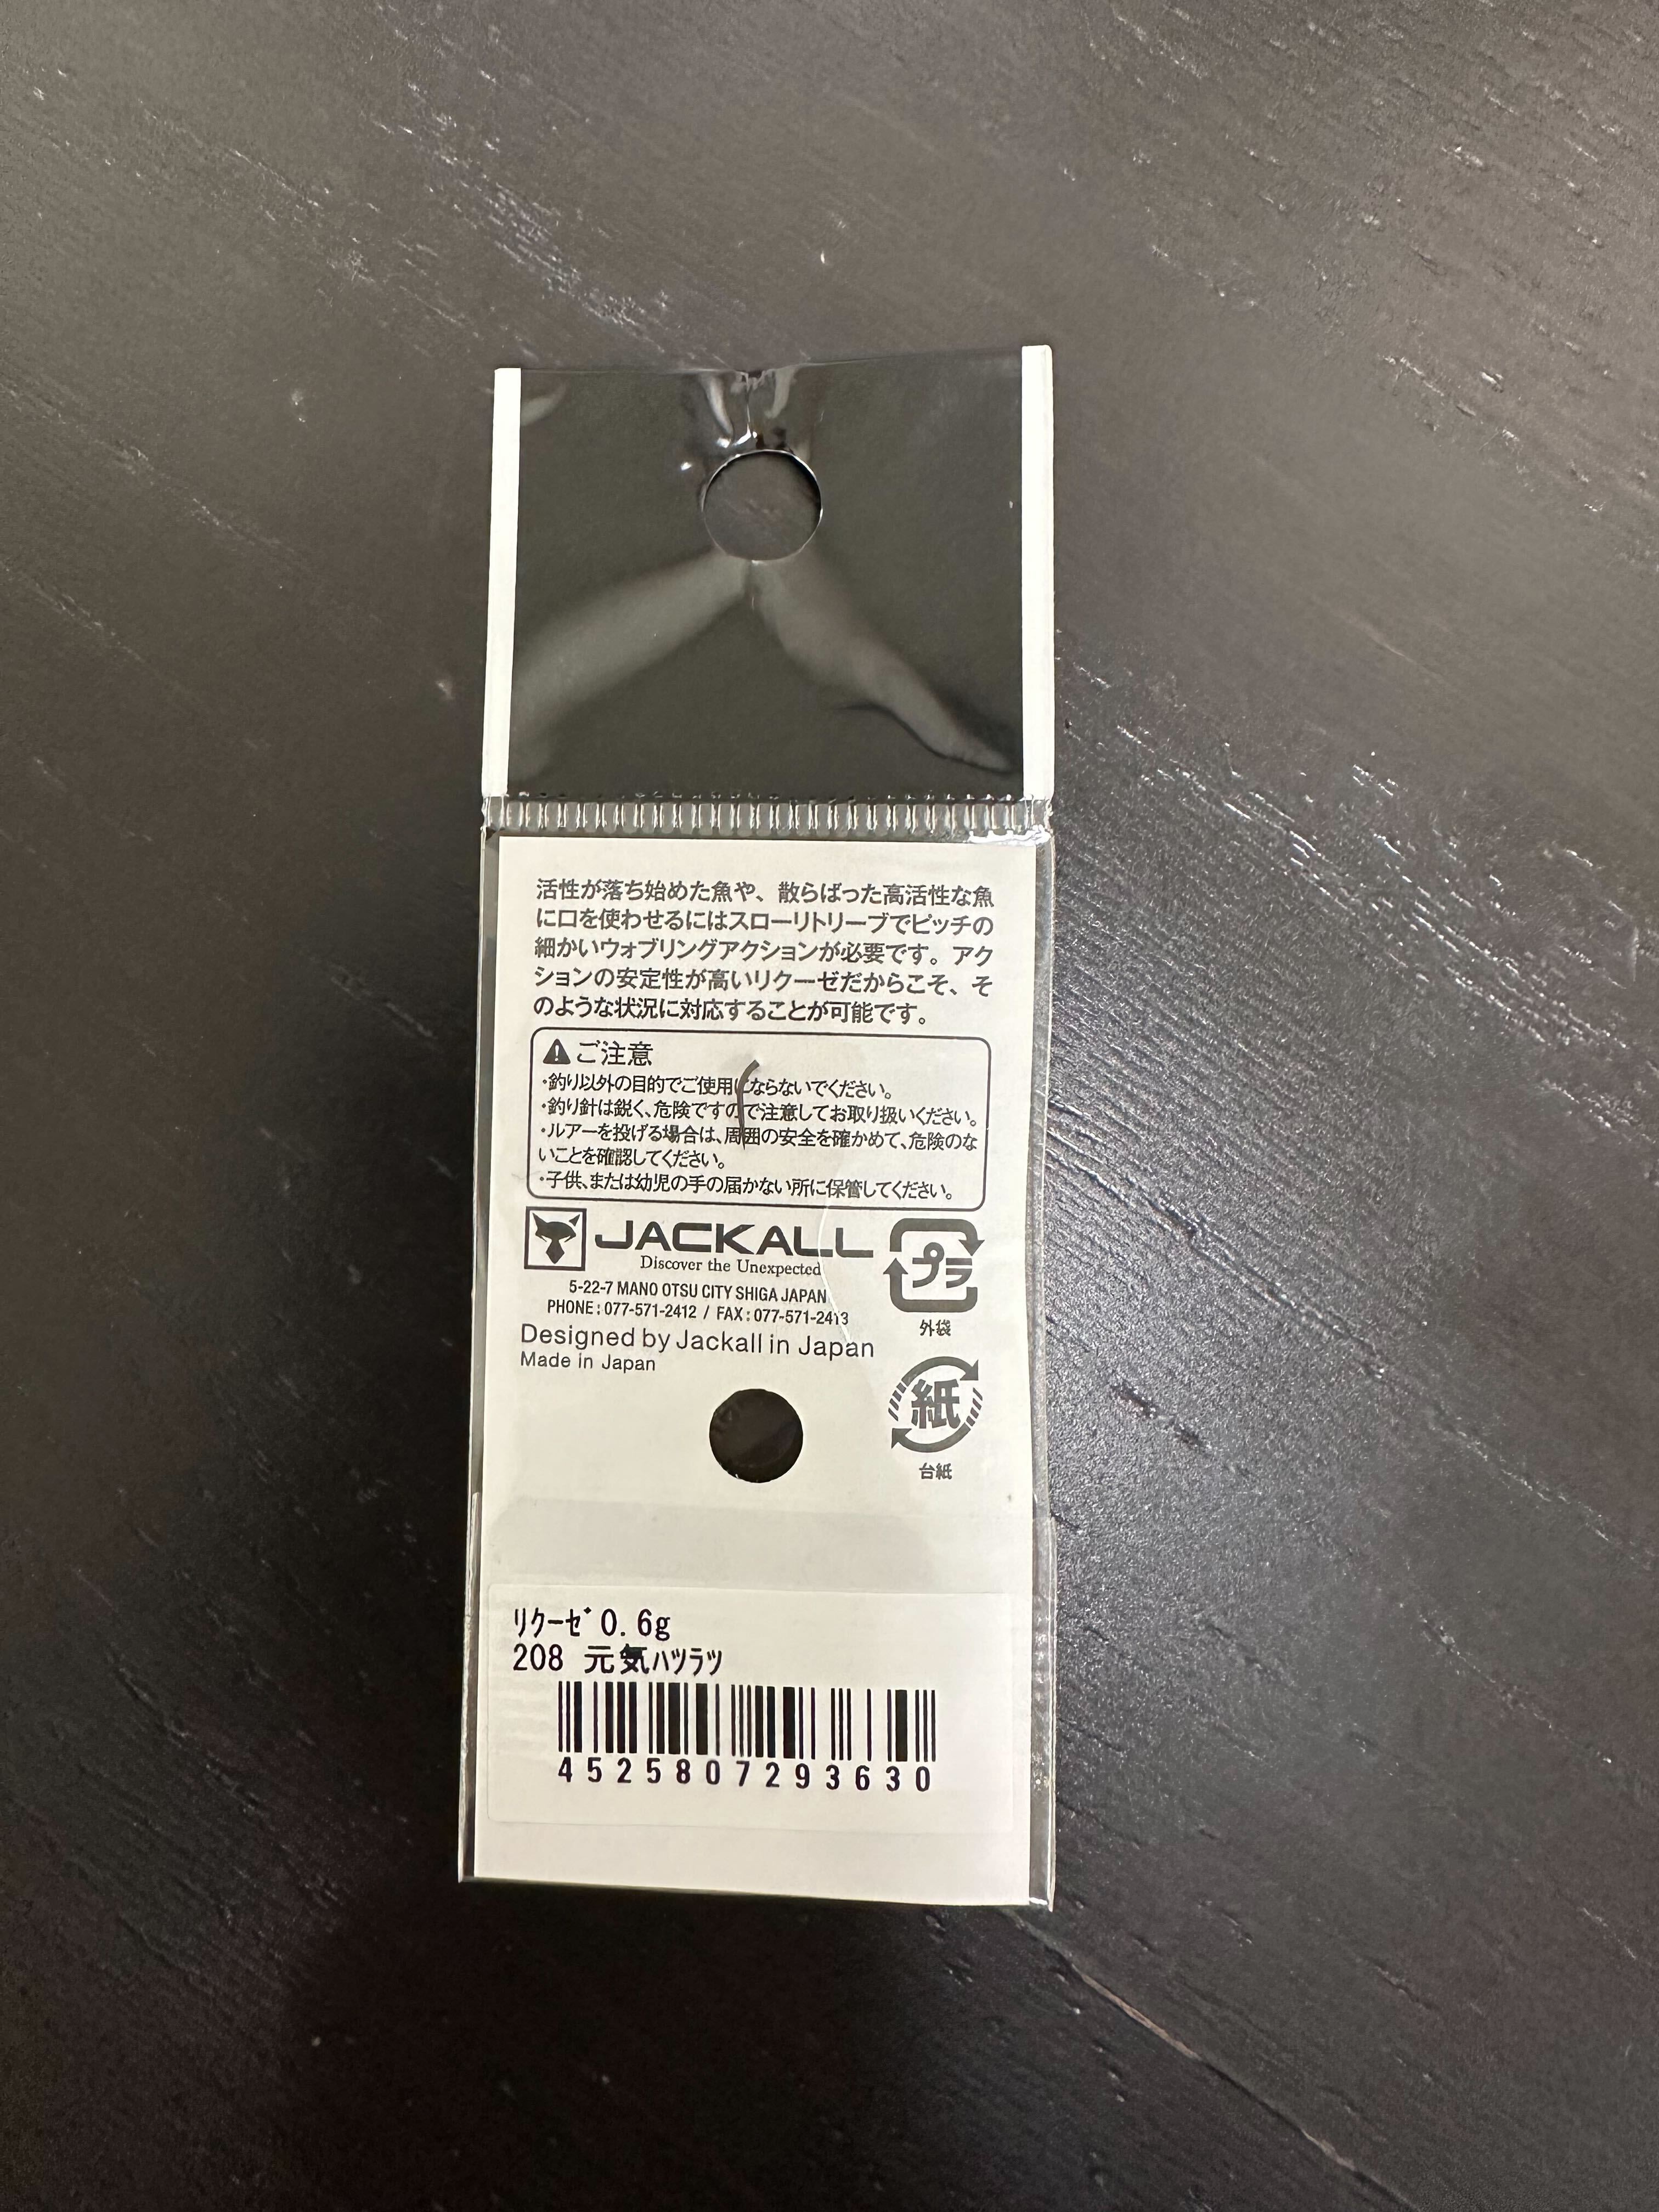 活性が落ち始めた魚や、散らばった高活性な魚
に口を使わせるにはスローリトリーブでピッチの
細かいウォブリングアクションが必要です。アク
ションの安定性が高いリクーゼだからこそ、そ
のような状況に対応することが可能です。
ご注意
・釣り以外の目的でご使用にならないでください。
・釣り針は鋭く、危険ですので注意してお取り扱いください。
・ルアーを投げる場合は、周囲の安全を確かめて、危険のな
いことを確認してください。
・子供、または幼児の手の届かない所に保管してください。
JACKALL
Discover the Unexpected
5-22-7 MANO OTSU CITY SHIGA JAPAN
PHONE : 077-571-2412 / FAX : 077-571-2413
Designed by Jackall in Japan
Made in Japan
プラ
外袋
紙
台紙
ﾘｸｰｾﾞ 0.6g
208 元気ﾊﾂﾗﾂ
4525807293630